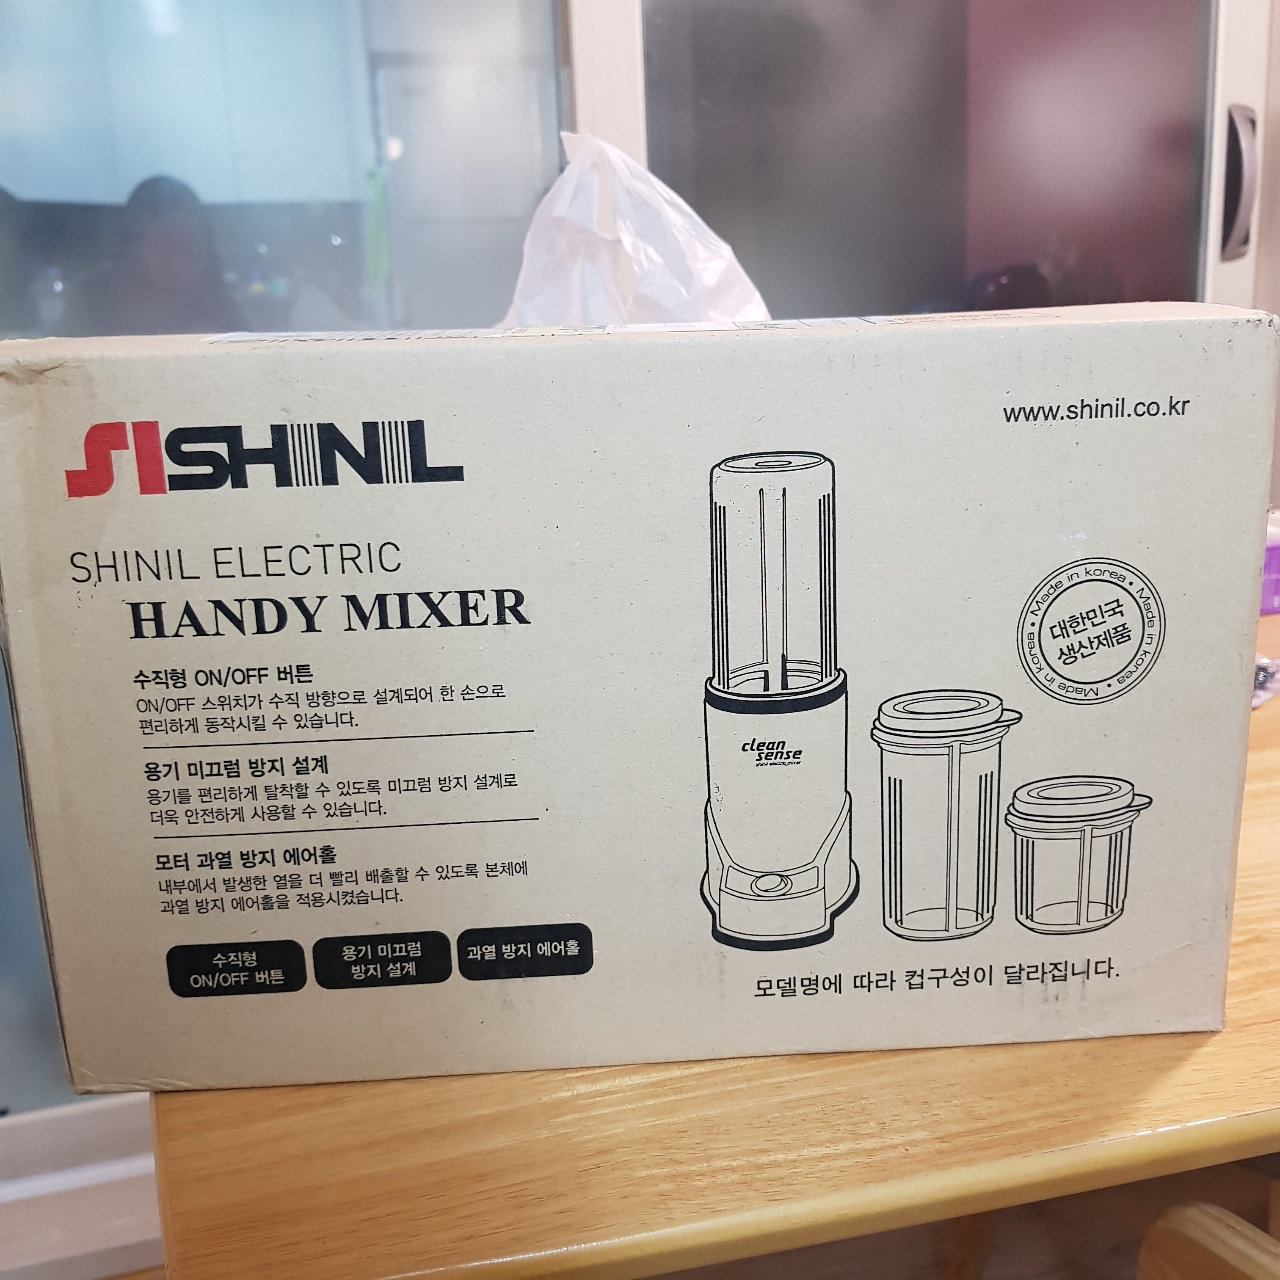 SISHINIL
www.shinil.co.kr
SHINIL ELECTRIC
HANDY MIXER
수직형 ON/OFF 버튼
ON/OFF 스위치가 수직 방향으로 설계되어 한 손으로
편리하게 동작시킬 수 있습니다.
용기 미끄럼 방지 설계
용기를 편리하게 탈착할 수 있도록 미끄럼 방지 설계로
더욱 안전하게 사용할 수 있습니다.
모터 과열 방지 에어홀
내부에서 발생한 열을 더 빨리 배출할 수 있도록 본체에
과열 방지 에어홀을 적용시켰습니다.
수직형
ON/OFF 버튼
용기 미끄럼
방지 설계
과열 방지 에어홀
clean
sense
Made in korea • Made in korea • Made in korea •
대한민국
생산제품
모델명에 따라 컵구성이 달라집니다.